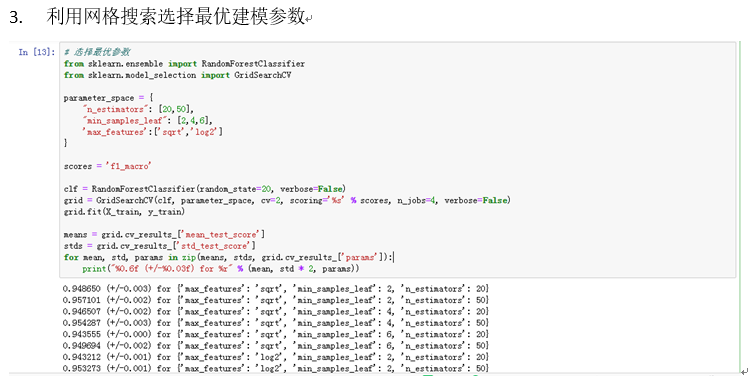 3. 利用网格搜索选择最优建模参数
In [13]: # 选择最优参数
from sklearn.ensemble import RandomForestClassifier
from sklearn.model_selection import GridSearchCV
parameter_space = {
"n_estimators": [20,50],
"min_samples_leaf": [2,4,6],
'max_features':['sqrt','log2']
}
scores = 'f1_macro'
clf = RandomForestClassifier(random_state=20, verbose=False)
grid = GridSearchCV(clf, parameter_space, cv=2, scoring='%s' % scores, n_jobs=4, verbose=False)
grid.fit(X_train, y_train)
means = grid.cv_results_['mean_test_score']
stds = grid.cv_results_['std_test_score']
for mean, std, params in zip(means, stds, grid.cv_results_['params']):
print("%0.6f (+/-%0.03f) for %r" % (mean, std * 2, params))
0.948650 (+/-0.003) for {'max_features': 'sqrt', 'min_samples_leaf': 2, 'n_estimators': 20}
0.957101 (+/-0.002) for {'max_features': 'sqrt', 'min_samples_leaf': 2, 'n_estimators': 50}
0.946507 (+/-0.002) for {'max_features': 'sqrt', 'min_samples_leaf': 4, 'n_estimators': 20}
0.954287 (+/-0.003) for {'max_features': 'sqrt', 'min_samples_leaf': 4, 'n_estimators': 50}
0.943555 (+/-0.000) for {'max_features': 'sqrt', 'min_samples_leaf': 6, 'n_estimators': 20}
0.949694 (+/-0.002) for {'max_features': 'sqrt', 'min_samples_leaf': 6, 'n_estimators': 50}
0.943212 (+/-0.001) for {'max_features': 'log2', 'min_samples_leaf': 2, 'n_estimators': 20}
0.953273 (+/-0.001) for {'max_features': 'log2', 'min_samples_leaf': 2, 'n_estimators': 50}